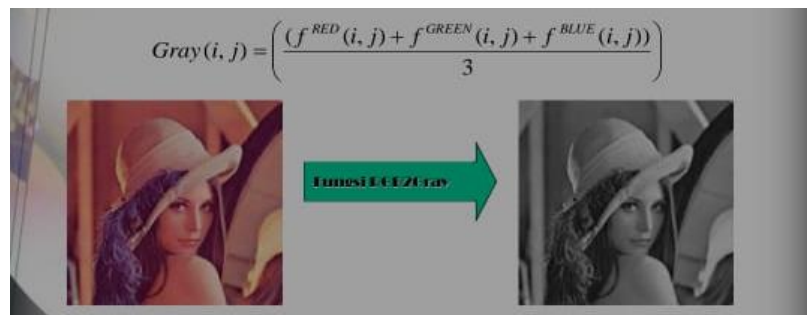 Gray(i, j) = ( (f^RED (i, j) + f^GREEN (i, j) + f^BLUE (i, j)) / 3 )
Fungsi RGB2Gray